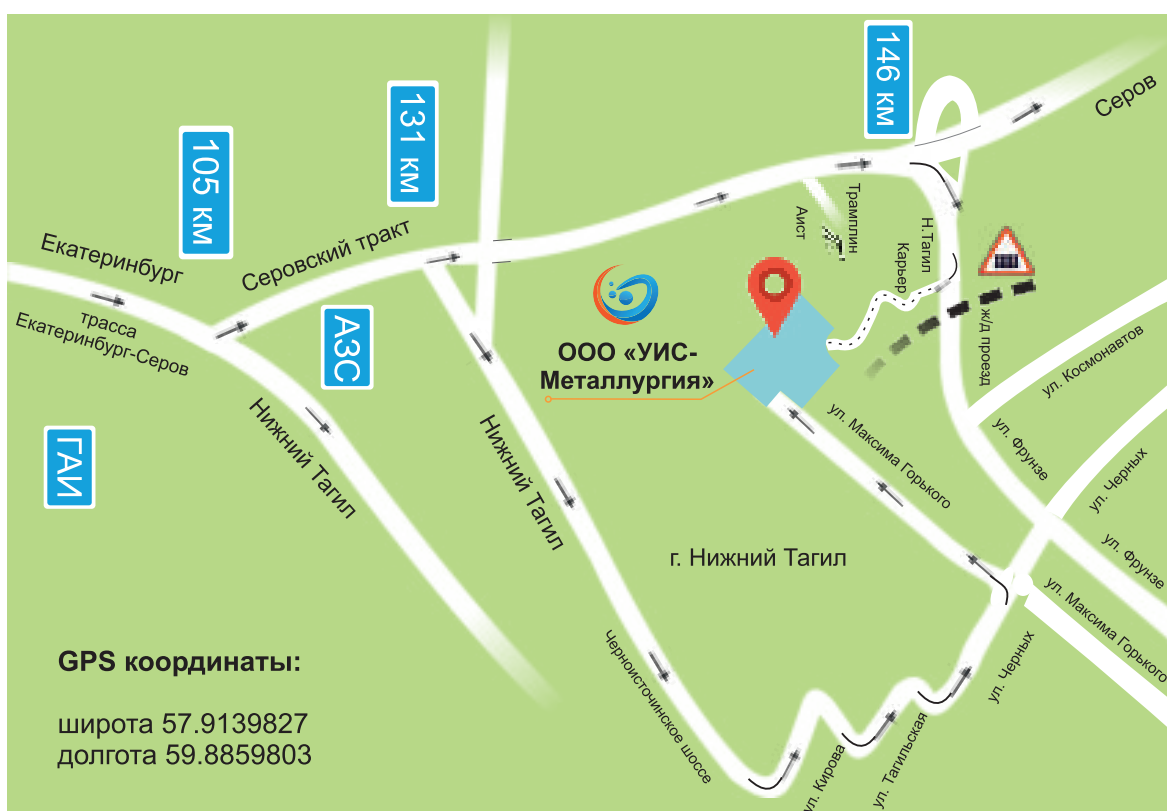 146 км
Серов
131 км
105 км
Трамплин
Аист
Н.Тагил
Карьер
Екатеринбург
Серовский тракт
трасса
Екатеринбург-Серов
АЗС
ж/д проезд
ООО «УИС-
Металлургия»
ул. Космонавтов
Нижний Тагил
ГАИ
Нижний Тагил
ул. Максима Горького
ул. Фрунзе
ул. Черных
г. Нижний Тагил
ул. Фрунзе
ул. Максима Горького
ул. Черных
Черноисточинское шоссе
ул. Кирова
ул. Тагильская
GPS координаты:
широта 57.9139827
долгота 59.8859803